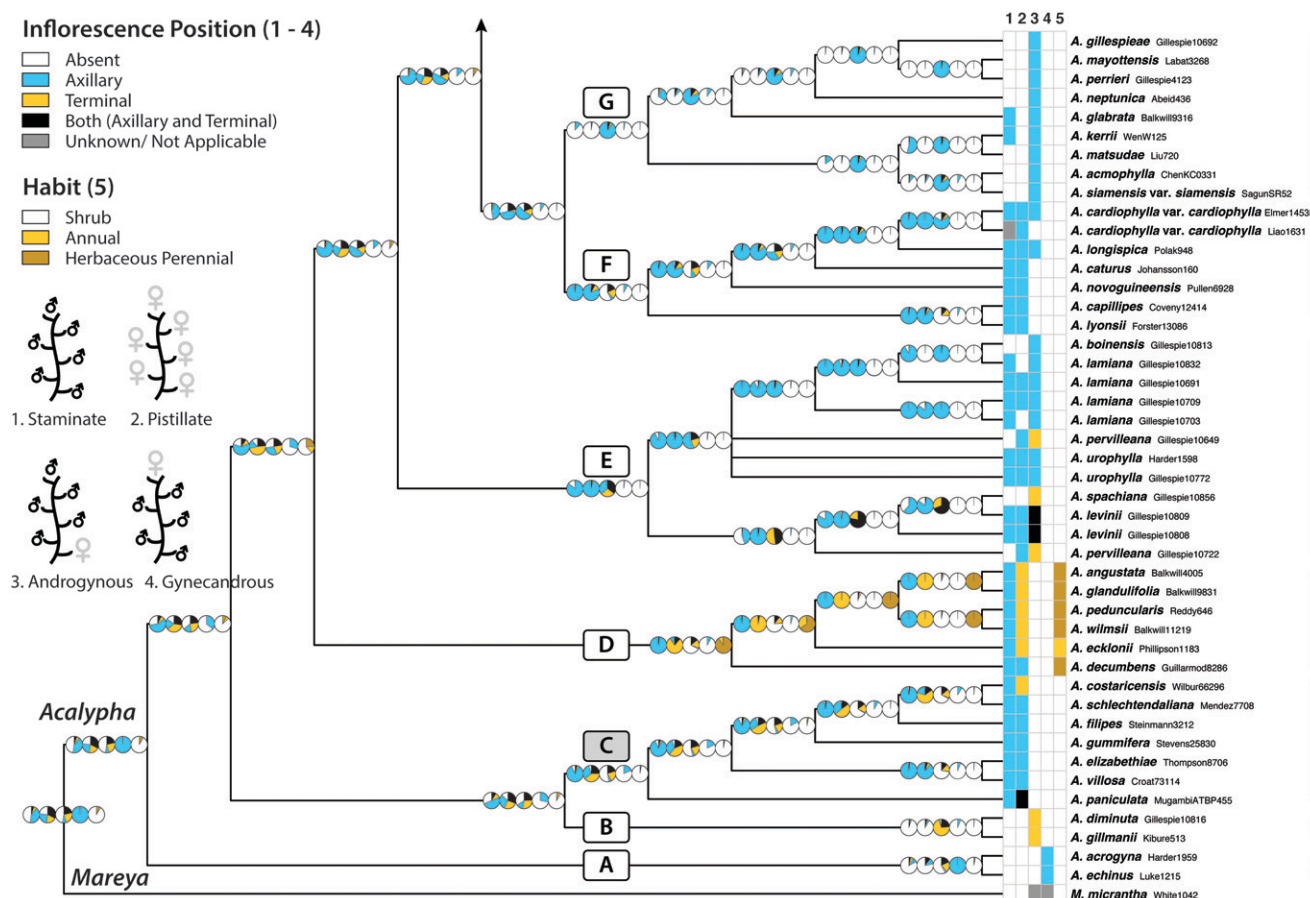 Inflorescence Position (1 - 4)
Absent
Axillary
Terminal
Both (Axillary and Terminal)
Unknown/ Not Applicable
Habit (5)
Shrub
Annual
Herbaceous Perennial
1. Staminate
2. Pistillate
3. Androgynous
4. Gynecandrous
Acalypha
Mareya
G
F
E
D
C
B
A
1 2 3 4 5
A. gillespieae Gillespie10692
A. mayottensis Labat3268
A. perrieri Gillespie4123
A. neptunica Abeid436
A. glabrata Balkwill9316
A. kerrii WenW125
A. matsudae Liu720
A. acmophylla ChenKC0331
A. siamensis var. siamensis SagunSR52
A. cardiophylla var. cardiophylla Elmer1453
A. cardiophylla var. cardiophylla Liao1631
A. longispica Polak948
A. caturus Johansson160
A. novoguineensis Pullen6928
A. capillipes Coveny12414
A. lyonsii Forster13086
A. boinensis Gillespie10813
A. lamiana Gillespie10832
A. lamiana Gillespie10691
A. lamiana Gillespie10709
A. lamiana Gillespie10703
A. pervilleana Gillespie10649
A. urophylla Harder1598
A. urophylla Gillespie10772
A. spachiana Gillespie10856
A. levinii Gillespie10809
A. levinii Gillespie10808
A. pervilleana Gillespie10722
A. angustata Balkwill4005
A. glandulifolia Balkwill9831
A. peduncularis Reddy646
A. wilmsii Balkwill11219
A. ecklonii Phillipson1183
A. decumbens Guillarmod8286
A. costaricensis Wilbur66296
A. schlechtendaliana Mendez7708
A. filipes Steinmann3212
A. gummifera Stevens25830
A. elizabethiae Thompson8706
A. villosa Croat73114
A. paniculata MugambiATBP455
A. diminuta Gillespie10816
A. gillmanii Kibure513
A. acrogyna Harder1959
A. echinus Luke1215
M. micrantha White1042